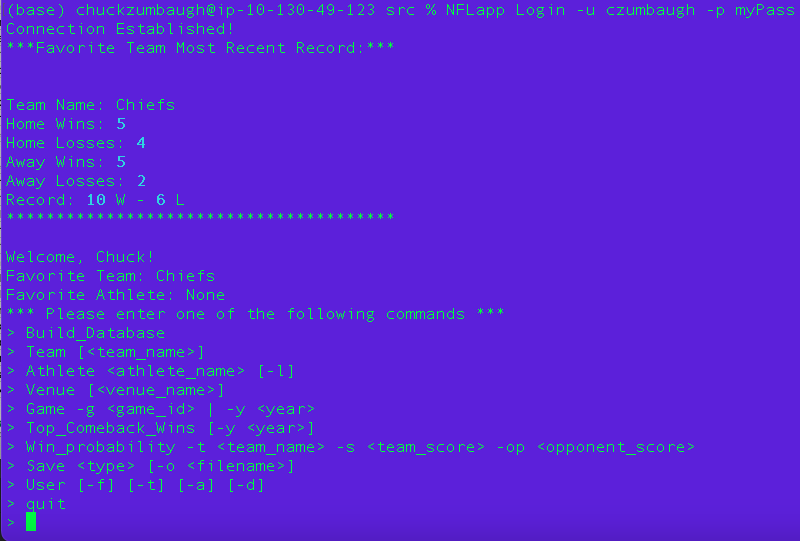 (base) chuckzumbaugh@ip-10-130-49-123 src % NFLapp Login -u czumbaugh -p myPass
Connection Established!
***Favorite Team Most Recent Record:***
Team Name: Chiefs
Home Wins: 5
Home Losses: 4
Away Wins: 5
Away Losses: 2
Record: 10 W - 6 L
***************************************
Welcome, Chuck!
Favorite Team: Chiefs
Favorite Athlete: None
*** Please enter one of the following commands ***
> Build_Database
> Team [<team_name>]
> Athlete <athlete_name> [-l]
> Venue [<venue_name>]
> Game -g <game_id> | -y <year>
> Top_Comeback_Wins [-y <year>]
> Win_probability -t <team_name> -s <team_score> -op <opponent_score>
> Save <type> [-o <filename>]
> User [-f] [-t] [-a] [-d]
> quit
>